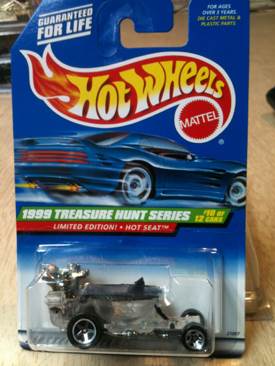 GUARANTEED
FOR LIFE
FOR AGES
OVER 3 YEARS.
DIE CAST METAL &
PLASTIC PARTS
HOT WHEELS
MATTEL
1999 TREASURE HUNT SERIES
#10 OF
12 CARS
LIMITED EDITION! • HOT SEAT™